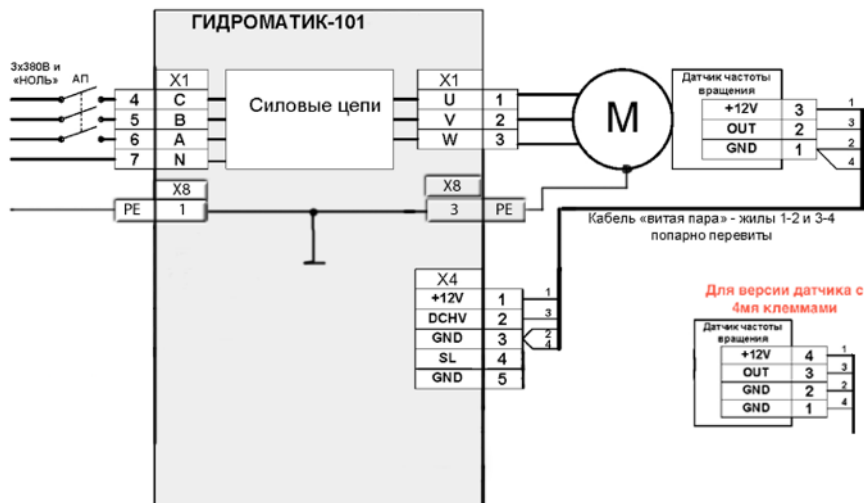 ГИДРОМАТИК-101
3х380В и
«НОЛЬ»
АП
X1
4 C
5 B
6 A
7 N
Силовые цепи
X1
U 1
V 2
W 3
M
Датчик частоты
вращения
+12V 3
OUT 2
GND 1
1
3
2
4
X8
PE 1
X8
3 PE
Кабель «витая пара» - жилы 1-2 и 3-4
попарно перевиты
X4
+12V 1
DCHV 2
GND 3
SL 4
GND 5
1
3
2
4
Для версии датчика с
4мя клеммами
Датчик частоты
вращения
+12V 4
OUT 3
GND 2
GND 1
1
3
2
4